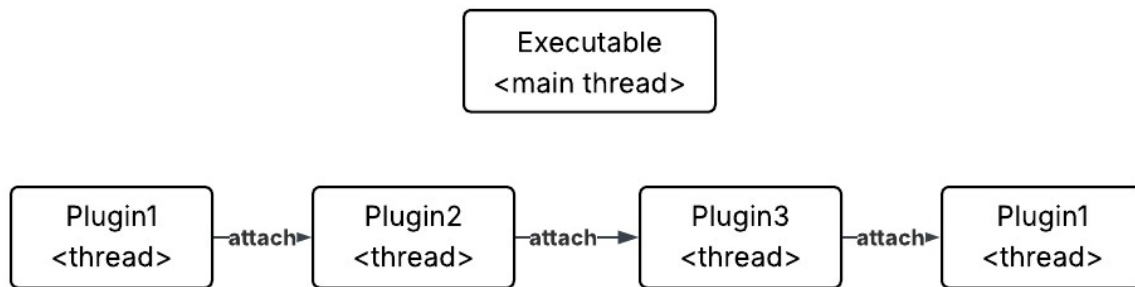 Executable
<main thread>
Plugin1
<thread>
attach
Plugin2
<thread>
attach
Plugin3
<thread>
attach
Plugin1
<thread>